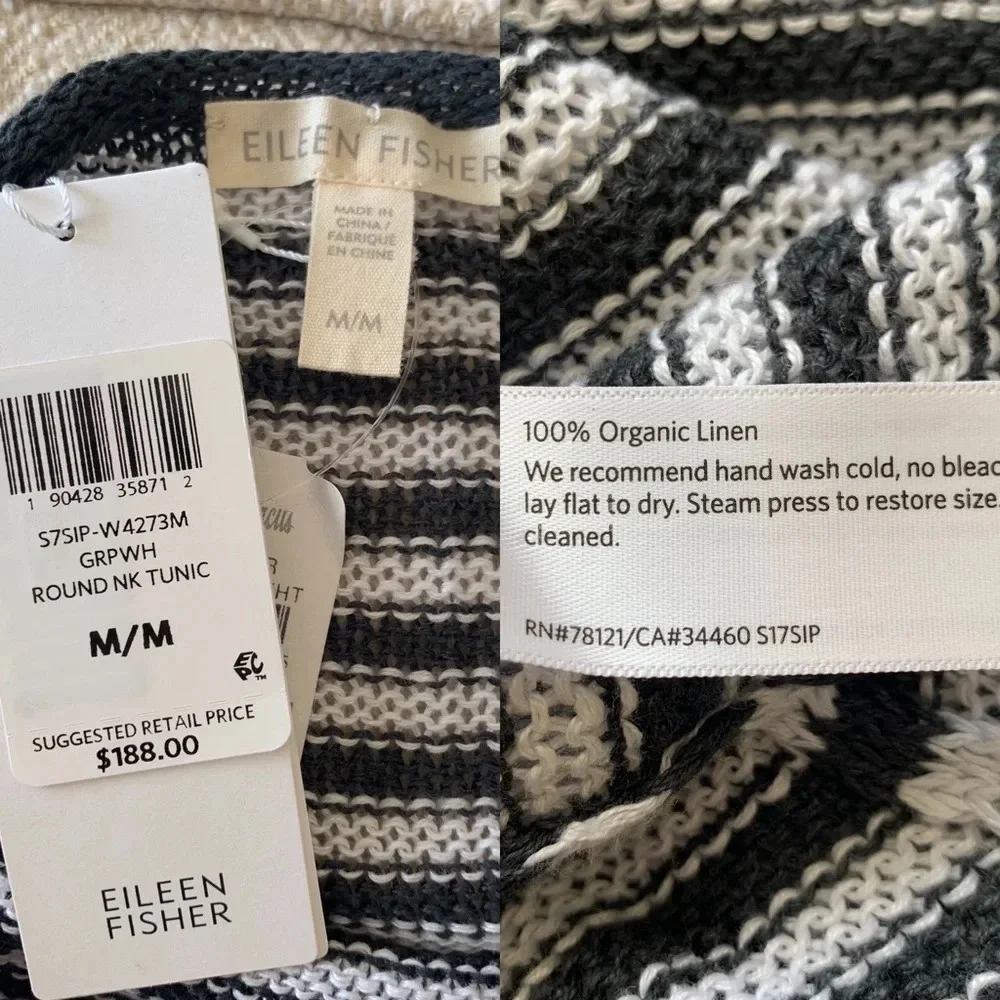 EILEEN FISHER
MADE IN
CHINA /
FABRIQUÉ
EN CHINE
M/M
1 90428 35871 2
S7SIP-W4273M
GRPWH
ROUND NK TUNIC
M/M
EPC™
SUGGESTED RETAIL PRICE
$188.00
EILEEN
FISHER
100% Organic Linen
We recommend hand wash cold, no bleac
lay flat to dry. Steam press to restore size
cleaned.
RN#78121/CA#34460 S17SIP